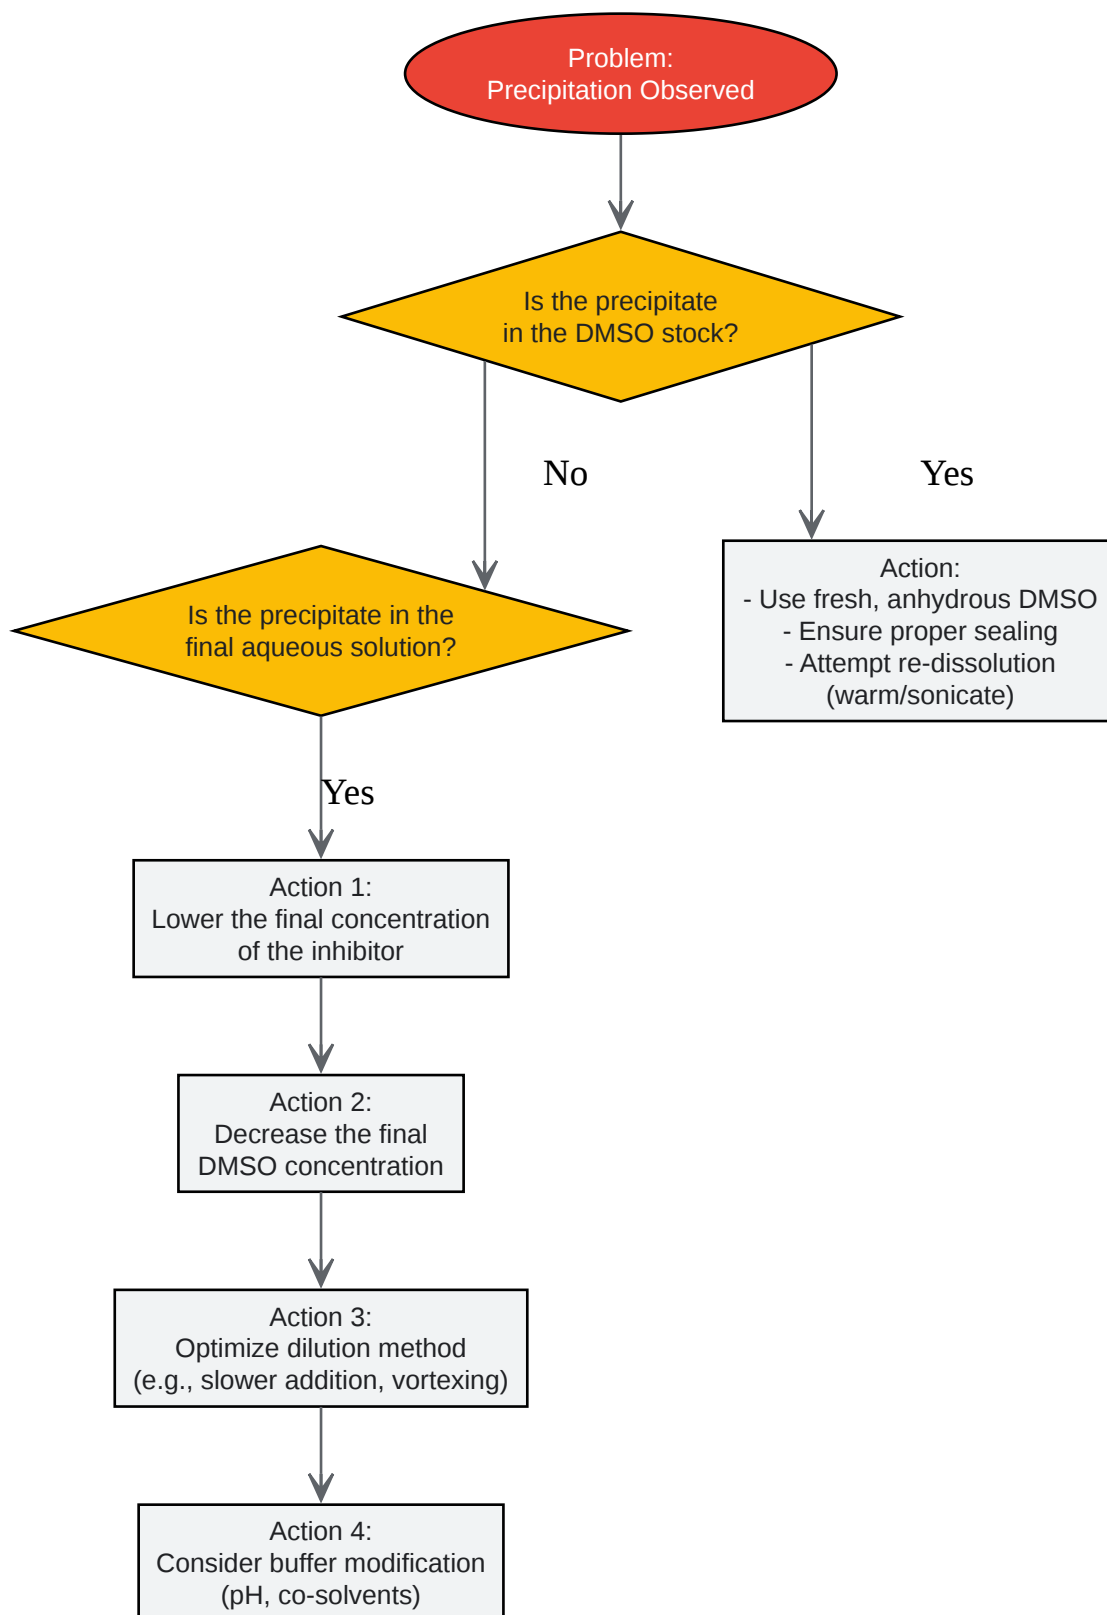 Problem:
Precipitation Observed
Is the precipitate
in the DMSO stock?
No
Yes
Action:
- Use fresh, anhydrous DMSO
- Ensure proper sealing
- Attempt re-dissolution
(warm/sonicate)
Is the precipitate in the
final aqueous solution?
Yes
Action 1:
Lower the final concentration
of the inhibitor
Action 2:
Decrease the final
DMSO concentration
Action 3:
Optimize dilution method
(e.g., slower addition, vortexing)
Action 4:
Consider buffer modification
(pH, co-solvents)